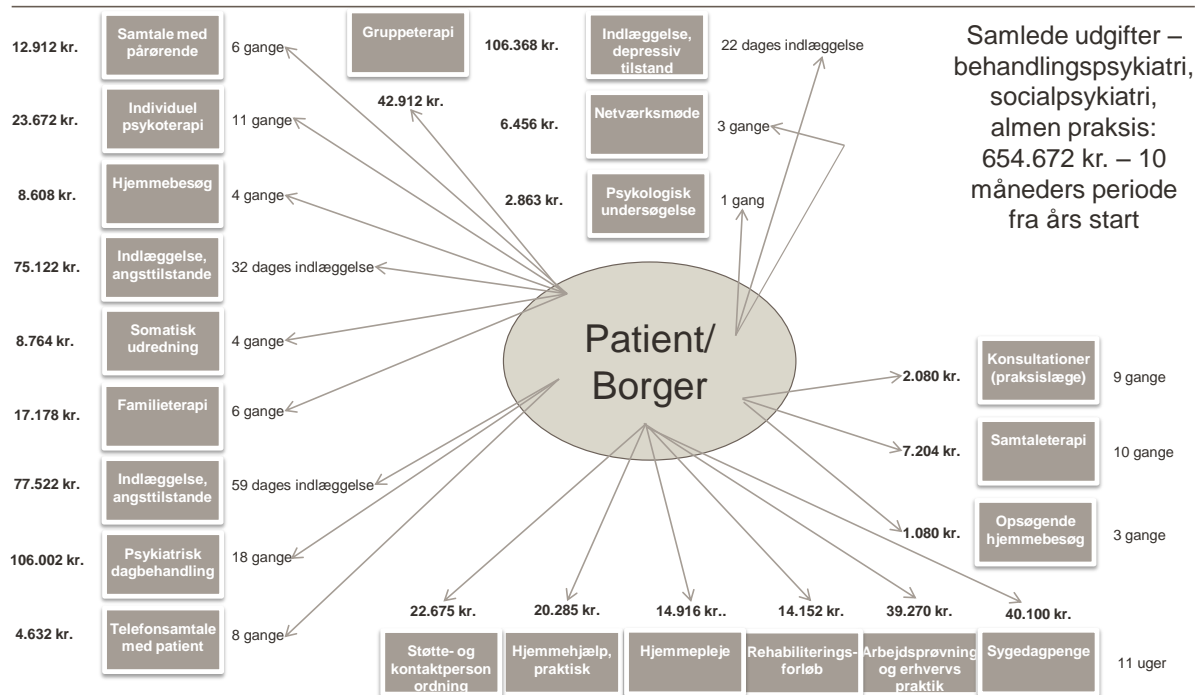 12.912 kr.
Samtale med
pårørende
6 gange
23.672 kr.
Individuel
psykoterapi
11 gange
8.608 kr.
Hjemmebesøg
4 gange
75.122 kr.
Indlæggelse,
angsttilstande
32 dages indlæggelse
8.764 kr.
Somatisk
udredning
4 gange
17.178 kr.
Familieterapi
6 gange
77.522 kr.
Indlæggelse,
angsttilstande
59 dages indlæggelse
106.002 kr.
Psykiatrisk
dagbehandling
18 gange
4.632 kr.
Telefonsamtale
med patient
8 gange
Gruppeterapi
42.912 kr.
106.368 kr.
Indlæggelse,
depressiv
tilstand
22 dages indlæggelse
6.456 kr.
Netværksmøde
3 gange
2.863 kr.
Psykologisk
undersøgelse
1 gang
Samlede udgifter –
behandlingspsykiatri,
socialpsykiatri,
almen praksis:
654.672 kr. – 10
måneders periode
fra års start
Patient/
Borger
2.080 kr.
Konsultationer
(praksislæge)
9 gange
7.204 kr.
Samtaleterapi
10 gange
1.080 kr.
Opsøgende
hjemmebesøg
3 gange
22.675 kr.
Støtte- og
kontaktperson
ordning
20.285 kr.
Hjemmehjælp,
praktisk
14.916 kr..
Hjemmepleje
14.152 kr.
Rehabiliterings-
forløb
39.270 kr.
Arbejdsprøvning
og erhvervs
praktik
40.100 kr.
Sygedagpenge
11 uger